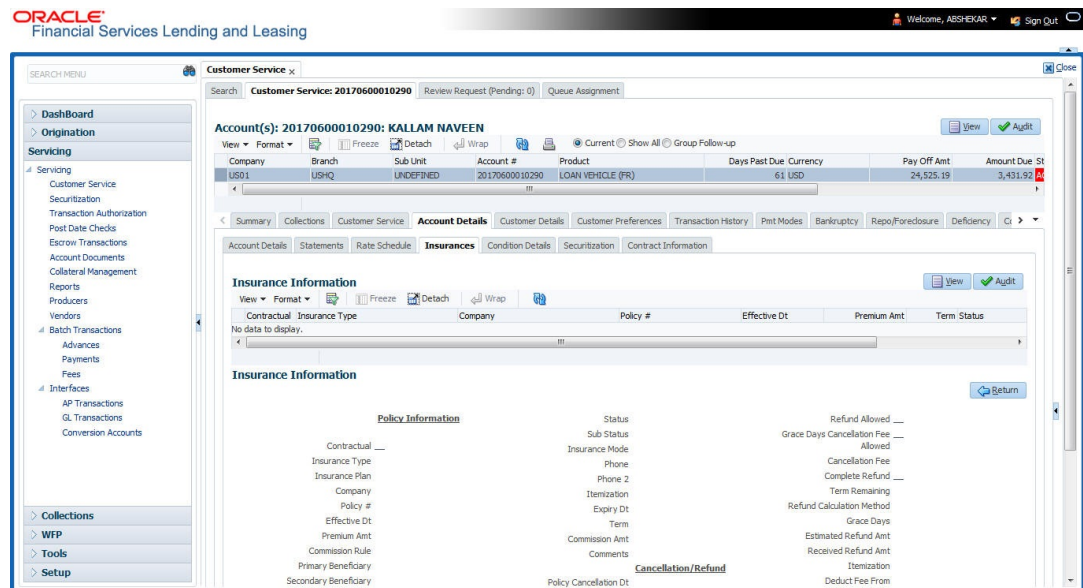 ORACLE®
Financial Services Lending and Leasing
Welcome, ABSHEKAR
Sign Out
SEARCH MENU
Customer Service
Close
Search
Customer Service: 20170600010290
Review Request (Pending: 0)
Queue Assignment
DashBoard
Origination
Servicing
Servicing
Customer Service
Securitization
Transaction Authorization
Post Date Checks
Escrow Transactions
Account Documents
Collateral Management
Reports
Producers
Vendors
Batch Transactions
Advances
Payments
Fees
Interfaces
AP Transactions
GL Transactions
Conversion Accounts
Collections
WFP
Tools
Setup
Account(s): 20170600010290: KALLAM NAVEEN
View
Audit
View Format Freeze Detach Wrap Current Show All Group Follow-up
Company Branch Sub Unit Account # Product Days Past Due Currency Pay Off Amt Amount Due St
US01 USHQ UNDEFINED 20170600010290 LOAN VEHICLE (FR) 61 USD 24,525.19 3,431.92 AC
Summary Collections Customer Service Account Details Customer Details Customer Preferences Transaction History Pmt Modes Bankruptcy Repo/Foreclosure Deficiency
Account Details Statements Rate Schedule Insurances Condition Details Securitization Contract Information
Insurance Information
View
Audit
View Format Freeze Detach Wrap
Contractual Insurance Type Company Policy # Effective Dt Premium Amt Term Status
No data to display.
Insurance Information
Return
Policy Information
Contractual
Insurance Type
Insurance Plan
Company
Policy #
Effective Dt
Premium Amt
Commission Rule
Primary Beneficiary
Secondary Beneficiary
Status
Sub Status
Insurance Mode
Phone
Phone 2
Itemization
Expiry Dt
Term
Commission Amt
Comments
Cancellation/Refund
Policy Cancellation Dt
Refund Allowed
Grace Days Cancellation Fee
Allowed
Cancellation Fee
Complete Refund
Term Remaining
Refund Calculation Method
Grace Days
Estimated Refund Amt
Received Refund Amt
Itemization
Deduct Fee From